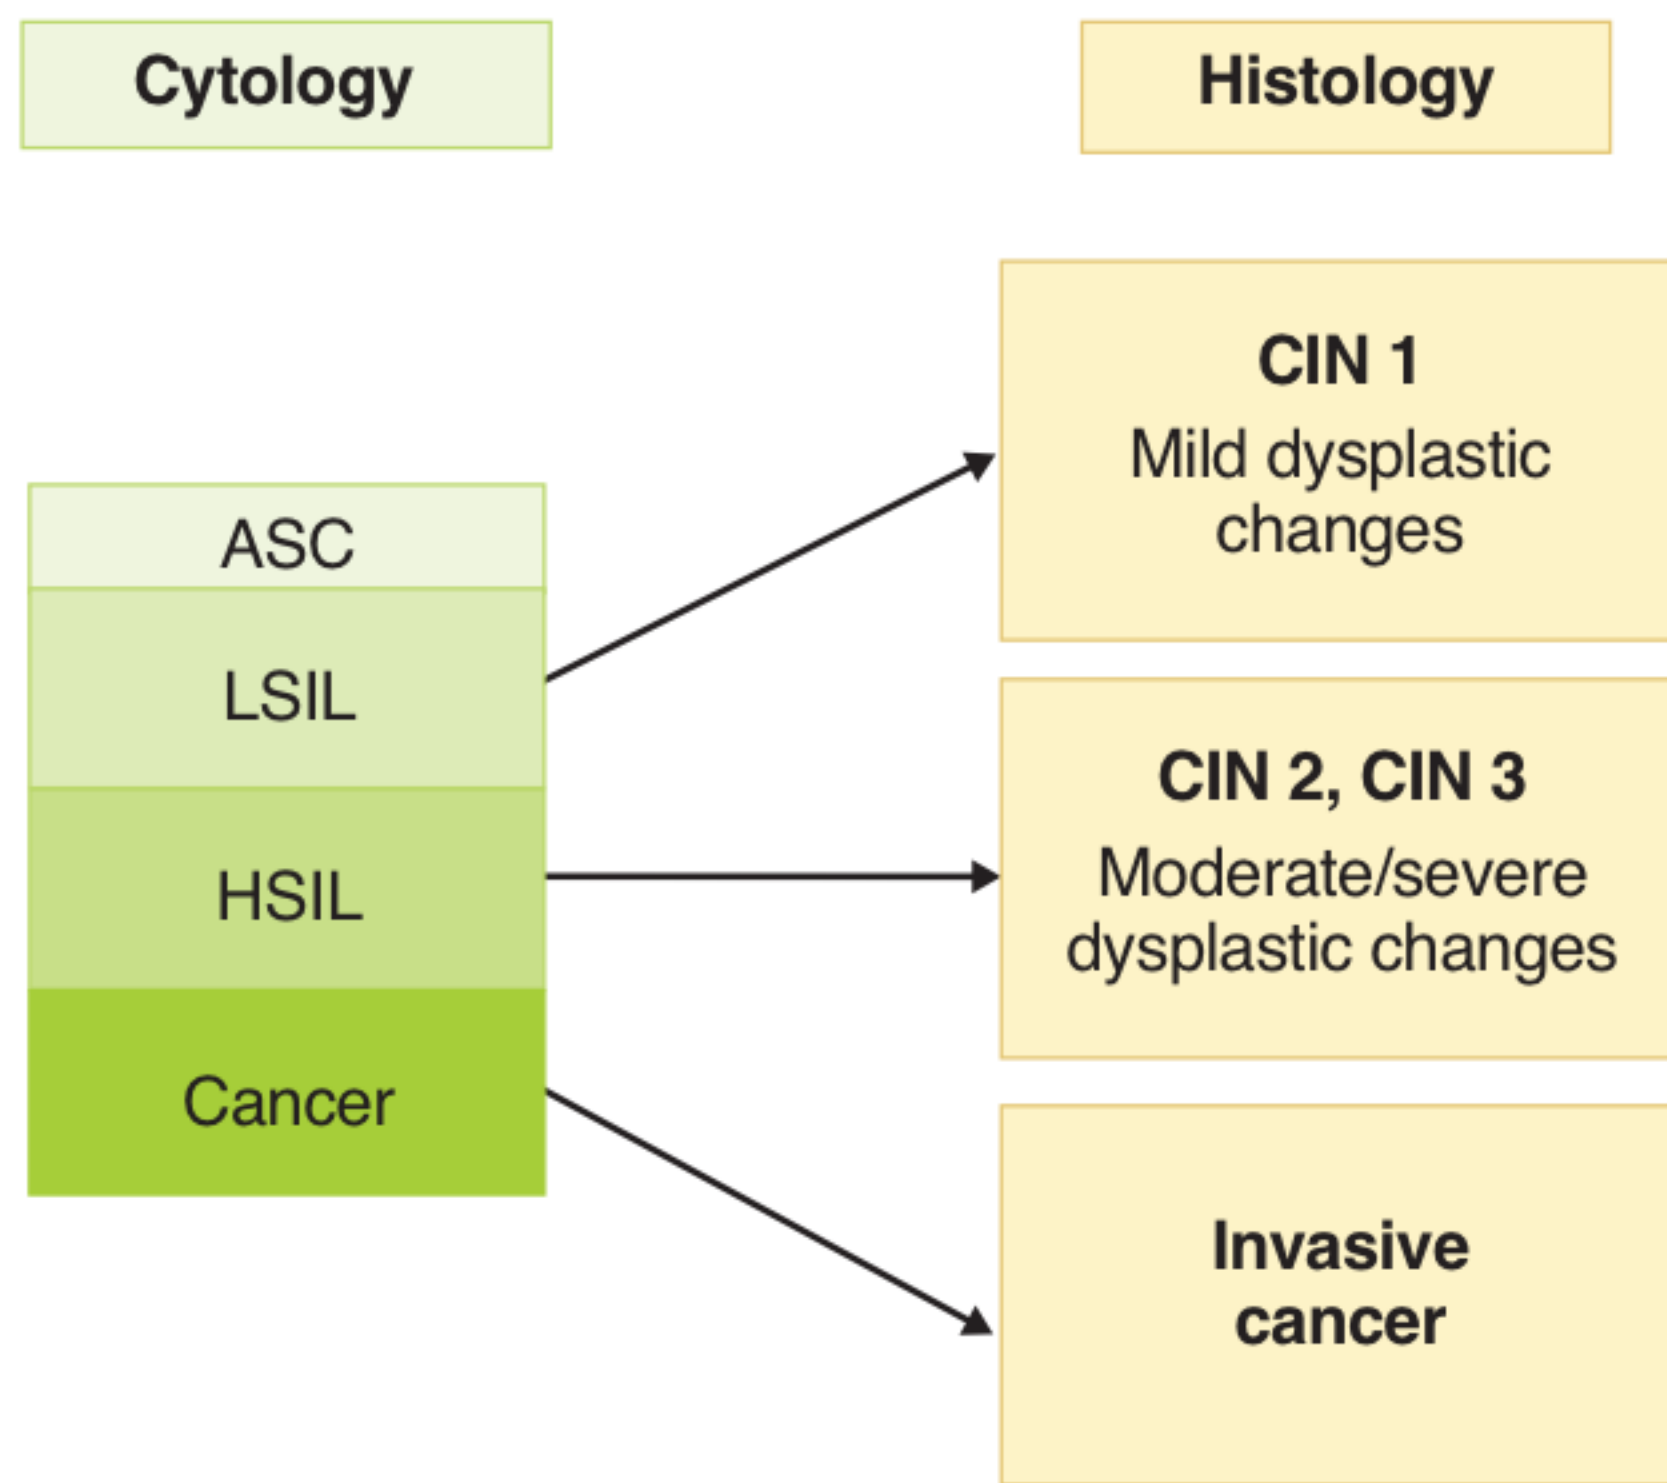 Cytology
Histology
ASC
LSIL
HSIL
Cancer
CIN 1
Mild dysplastic
changes
CIN 2, CIN 3
Moderate/severe
dysplastic changes
Invasive
cancer